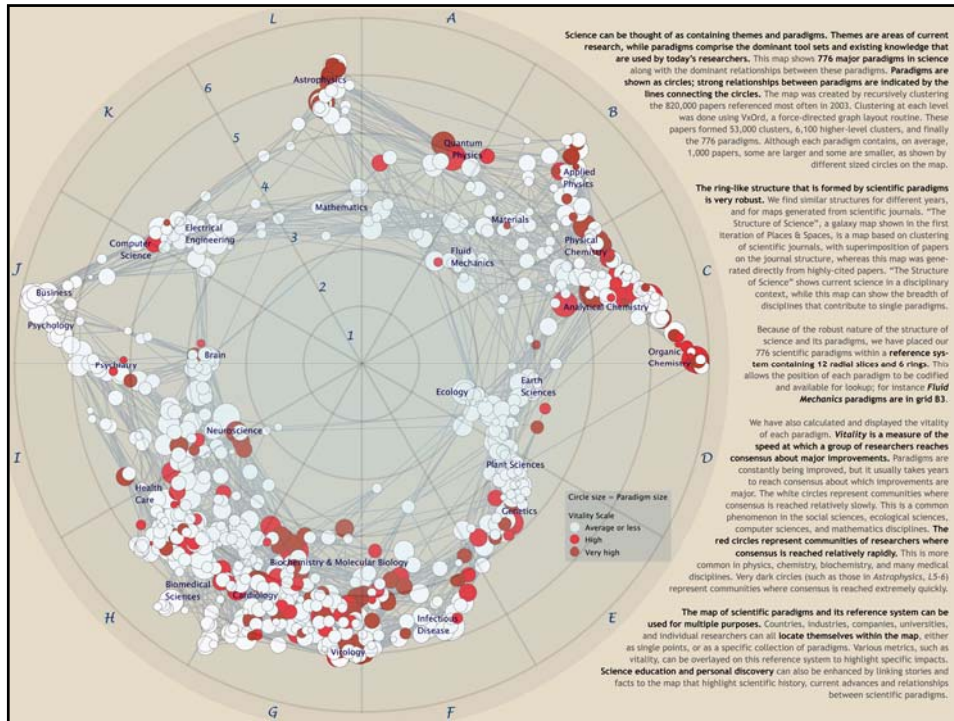 L
A
K
B
J
C
I
D
H
E
G
F
6
5
4
3
2
1
Astrophysics
Quantum
Physics
Applied
Physics
Mathematics
Materials
Electrical
Engineering
Computer
Science
Fluid
Mechanics
Physical
Chemistry
Business
Psychology
Analytical Chemistry
Organic
Chemistry
Psychiatry
Brain
Ecology
Earth
Sciences
Neuroscience
Plant Sciences
Health
Care
Genetics
Biochemistry & Molecular Biology
Biomedical
Sciences
Cardiology
Infectious
Disease
Virology
Circle size = Paradigm size
Vitality Scale
Average or less
High
Very high
Science can be thought of as containing themes and paradigms. Themes are areas of current
research, while paradigms comprise the dominant tool sets and existing knowledge that
are used by today's researchers. This map shows 776 major paradigms in science
along with the dominant relationships between these paradigms. Paradigms are
shown as circles; strong relationships between paradigms are indicated by the
lines connecting the circles. The map was created by recursively clustering
the 820,000 papers referenced most often in 2003. Clustering at each level
was done using VxOrd, a force-directed graph layout routine. These
papers formed 53,000 clusters, 6,100 higher-level clusters, and finally
the 776 paradigms. Although each paradigm contains, on average,
1,000 papers, some are larger and some are smaller, as shown by
different sized circles on the map.
The ring-like structure that is formed by scientific paradigms
is very robust. We find similar structures for different years,
and for maps generated from scientific journals. "The
Structure of Science", a galaxy map shown in the first
iteration of Places & Spaces, is a map based on clustering
of scientific journals, with superimposition of papers
on the journal structure, whereas this map was gene-
rated directly from highly-cited papers. "The Structure
of Science" shows current science in a disciplinary
context, while this map can show the breadth of
disciplines that contribute to single paradigms.
Because of the robust nature of the structure of
science and its paradigms, we have placed our
776 scientific paradigms within a reference sys-
tem containing 12 radial slices and 6 rings. This
allows the position of each paradigm to be codified
and available for lookup; for instance Fluid
Mechanics paradigms are in grid B3.
We have also calculated and displayed the vitality
of each paradigm. Vitality is a measure of the
speed at which a group of researchers reaches
consensus about major improvements. Paradigms are
constantly being improved, but it usually takes years
to reach consensus about which improvements are
major. The white circles represent communities where
consensus is reached relatively slowly. This is a common
phenomenon in the social sciences, ecological sciences,
computer sciences, and mathematics disciplines. The
red circles represent communities of researchers where
consensus is reached relatively rapidly. This is more
common in physics, chemistry, biochemistry, and many medical
disciplines. Very dark circles (such as those in Astrophysics, L5-6)
represent communities where consensus is reached extremely quickly.
The map of scientific paradigms and its reference system can be
used for multiple purposes. Countries, industries, companies, universities,
and individual researchers can all locate themselves within the map, either
as single points, or as a specific collection of paradigms. Various metrics, such as
vitality, can be overlayed on this reference system to highlight specific impacts.
Science education and personal discovery can also be enhanced by linking stories and
facts to the map that highlight scientific history, current advances and relationships
between scientific paradigms.